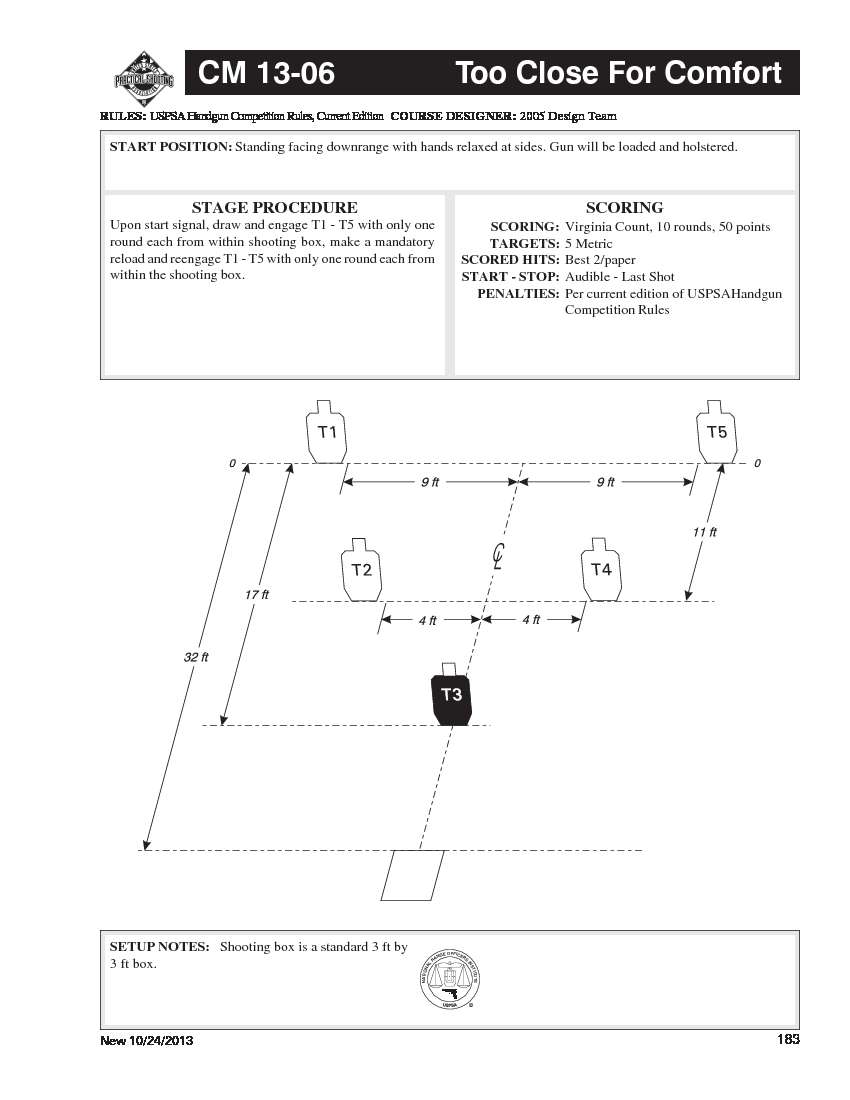 CM 13-06 Too Close For Comfort
PRACTICAL SHOOTING
RULES: USPSA Handgun Competition Rules, Current Edition COURSE DESIGNER: 2005 Design Team
START POSITION: Standing facing downrange with hands relaxed at sides. Gun will be loaded and holstered.
STAGE PROCEDURE
Upon start signal, draw and engage T1 - T5 with only one
round each from within shooting box, make a mandatory
reload and reengage T1 - T5 with only one round each from
within the shooting box.
SCORING
SCORING: Virginia Count, 10 rounds, 50 points
TARGETS: 5 Metric
SCORED HITS: Best 2/paper
START - STOP: Audible - Last Shot
PENALTIES: Per current edition of USPSAHandgun
Competition Rules
T1
T5
0
0
9 ft
9 ft
11 ft
CL
T2
T4
17 ft
4 ft
4 ft
32 ft
T3
SETUP NOTES: Shooting box is a standard 3 ft by
3 ft box.
NATIONAL RANGE OFFICERS INSTITUTE
USPSA
New 10/24/2013
183